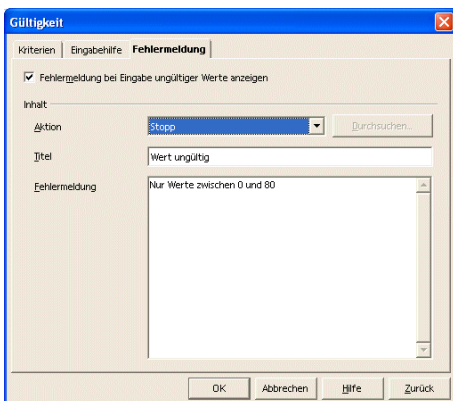 Gültigkeit
Kriterien Eingabehilfe Fehlermeldung
Fehlermeldung bei Eingabe ungültiger Werte anzeigen
Inhalt
Aktion Stopp Durchsuchen...
Titel Wert ungültig
Fehlermeldung Nur Werte zwischen 0 und 80
OK Abbrechen Hilfe Zurück